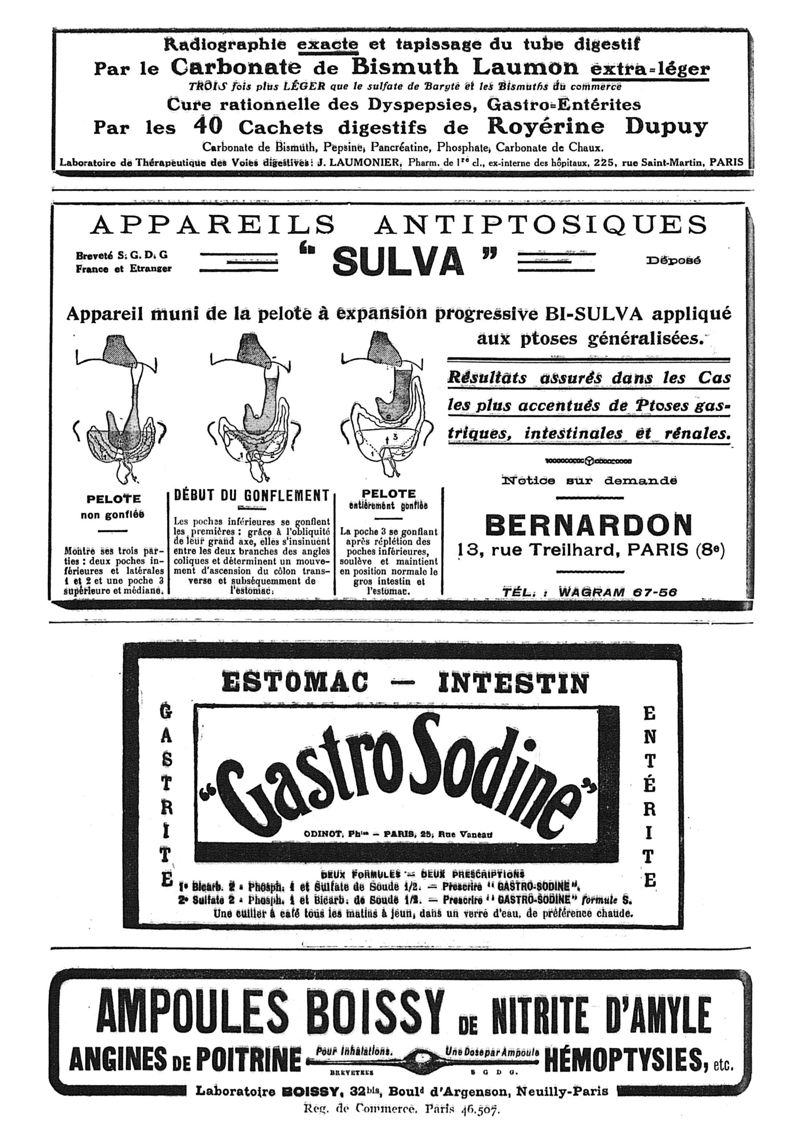 Radiographie exacte et tapissage du tube digestif
Par le Carbonate de Bismuth Laumon extra-léger
TROIS fois plus LÉGER que le sulfate de Baryte et les Bismuths du commerce
Cure rationnelle des Dyspepsies, Gastro-Entérites
Par les 40 Cachets digestifs de Royérine Dupuy
Carbonate de Bismuth, Pepsine, Pancréatine, Phosphate, Carbonate de Chaux.
Laboratoire de Thérapeutique des Voies digestives: J. LAUMONIER, Pharm. de 1re cl., ex-interne des hôpitaux, 225, rue Saint-Martin, PARIS
APPAREILS ANTIPTOSIQUES
Breveté S. G. D. G
France et Etranger
"SULVA"
Déposé
Appareil muni de la pelote à expansion progressive BI-SULVA appliqué
aux ptoses généralisées.
Résultats assurés dans les Cas
les plus accentués de Ptoses gas-
triques, intestinales et rénales.
Notice sur demande
BERNARDON
13, rue Treilhard, PARIS (8e)
TÉL. : WAGRAM 67-56
PELOTE
non gonflée
Montre ses trois par-
ties : deux poches in-
férieures et latérales
1 et 2 et une poche 3
supérieure et médiane.
DÉBUT DU GONFLEMENT
Les poches inférieures se gonflent
les premières ; grâce à l'obliquité
de leur grand axe, elles s'insinuent
entre les deux branches des angles
coliques et déterminent un mouve-
ment d'ascension du côlon trans-
verse et subséquemment de
l'estomac.
PELOTE
entièrement gonflée
3
La poche 3 se gonflant
après réplétion des
poches inférieures,
soulève et maintient
en position normale le
gros intestin et
l'estomac.
ESTOMAC — INTESTIN
GASTRITE
"Gastro Sodine"
ODINOT, Phien — PARIS, 25, Rue Vaneau
ENTÉRITE
DEUX FORMULES — DEUX PRESCRIPTIONS
1° Bicarb. 2 - Phosph. 1 et Sulfate de Soude 1/2. — Prescrire "GASTRO-SODINE".
2° Sulfate 2 - Phosph. 1 et Bicarb. de Soude 1/2. — Prescrire "GASTRO-SODINE" formule S.
Une cuiller à café tous les matins à jeun, dans un verre d'eau, de préférence chaude.
AMPOULES BOISSY DE NITRITE D'AMYLE
ANGINES DE POITRINE Pour Inhalations. Une Dose par Ampoule HÉMOPTYSIES, etc.
BREVETÉES S G D G.
Laboratoire BOISSY, 32bis, Bould d'Argenson, Neuilly-Paris
Reg. de Commerce, Paris 46.507.